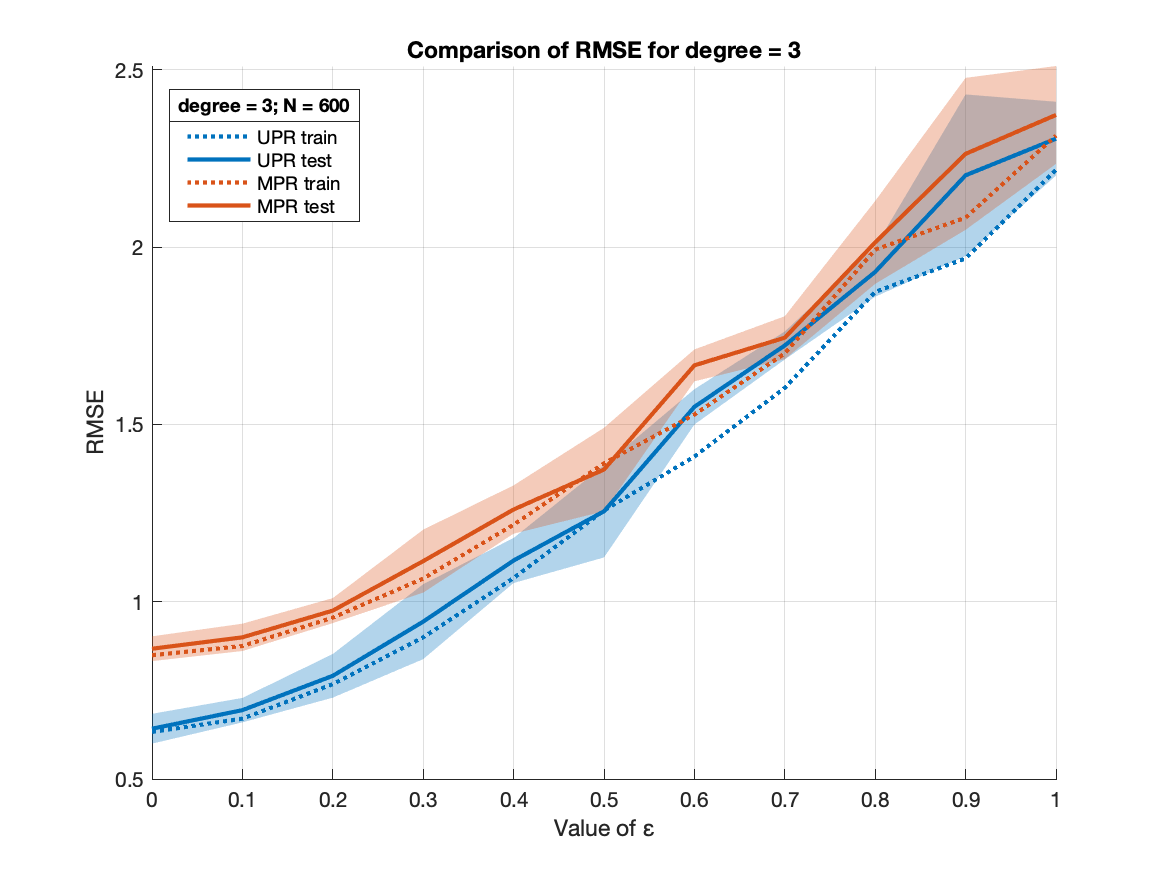 Comparison of RMSE for degree = 3
degree = 3; N = 600
UPR train
UPR test
MPR train
MPR test
RMSE
2.5
2
1.5
1
0.5
0 0.1 0.2 0.3 0.4 0.5 0.6 0.7 0.8 0.9 1
Value of ε